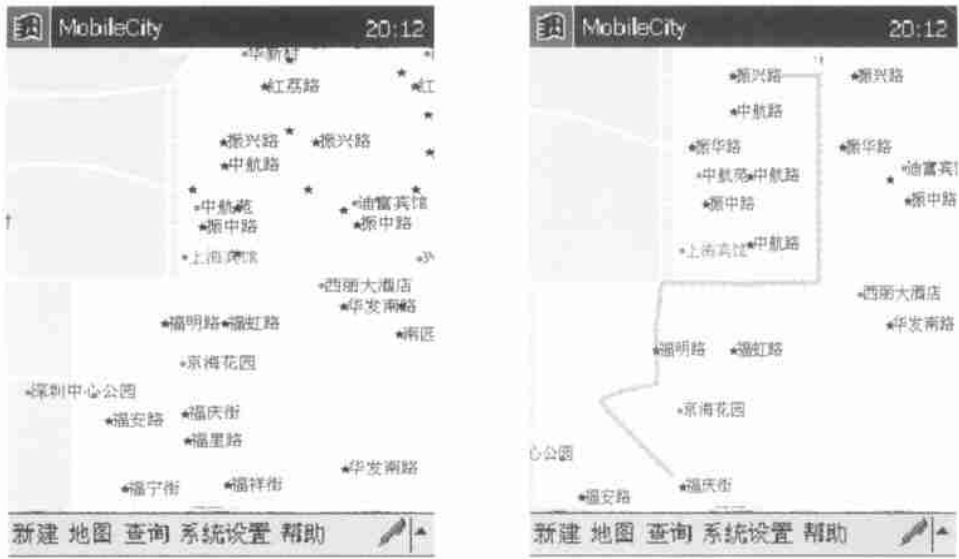 MobileCity 20:12
华新村
红荔路
红
振兴路 振兴路
中航路
中航苑 油富宾馆
振中路 振中路
上海宾馆
西丽大酒店
华发南路
福明路 福虹路
南园
京海花园
深圳中心公园
福安路 福庆街
福星路
华发南路
福宁街 福祥街
新建 地图 查询 系统设置 帮助
MobileCity 20:12
振兴路 振兴路
中航路
振华路 振华路
中航苑 中航路 油富宾
振中路 振中路
上海宾馆 中航路
西丽大酒店
华发南路
福明路 福虹路
京海花园
心公园
福庆街
福安路
新建 地图 查询 系统设置 帮助